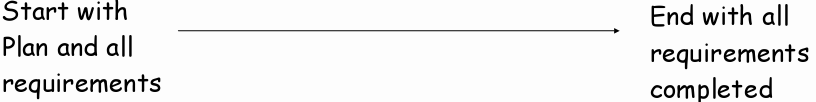 Start with
Plan and all
requirements
End with all
requirements
completed